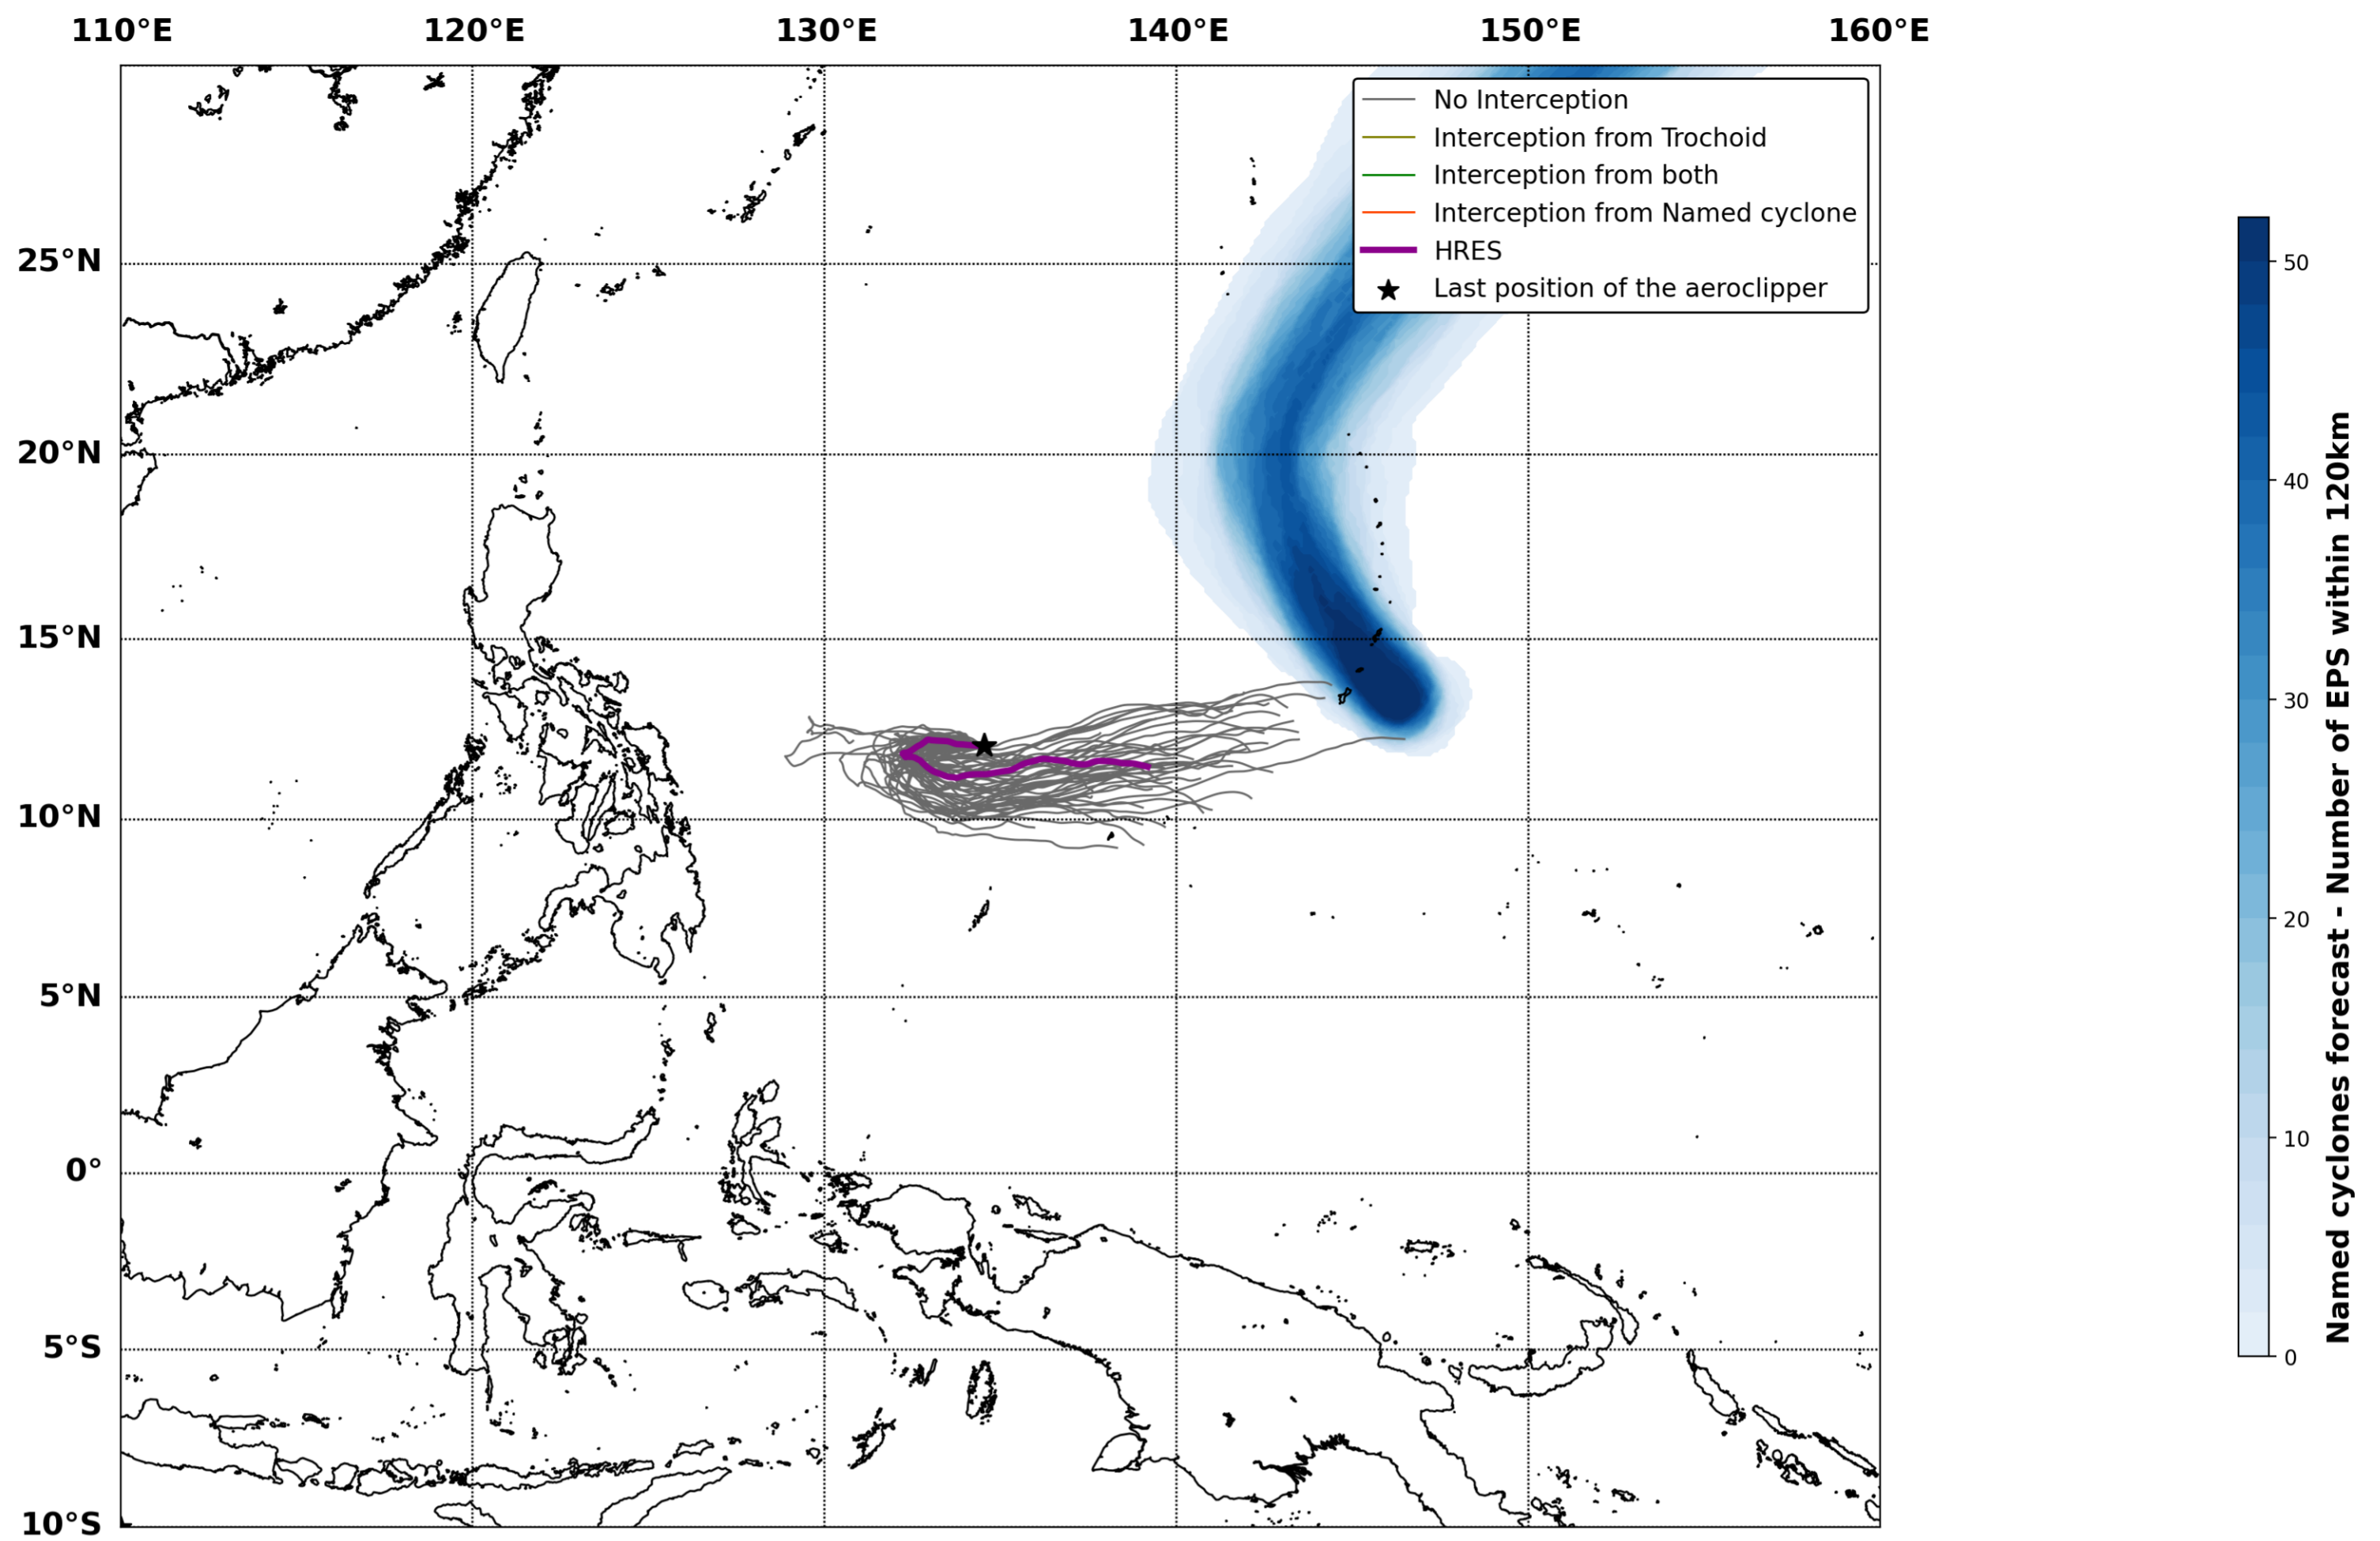 110°E 120°E 130°E 140°E 150°E 160°E
No Interception
Interception from Trochoid
Interception from both
Interception from Named cyclone
HRES
Last position of the aeroclipper
25°N
20°N
15°N
10°N
5°N
0°
5°S
10°S
50
40
30
20
10
0
Named cyclones forecast - Number of EPS within 120km